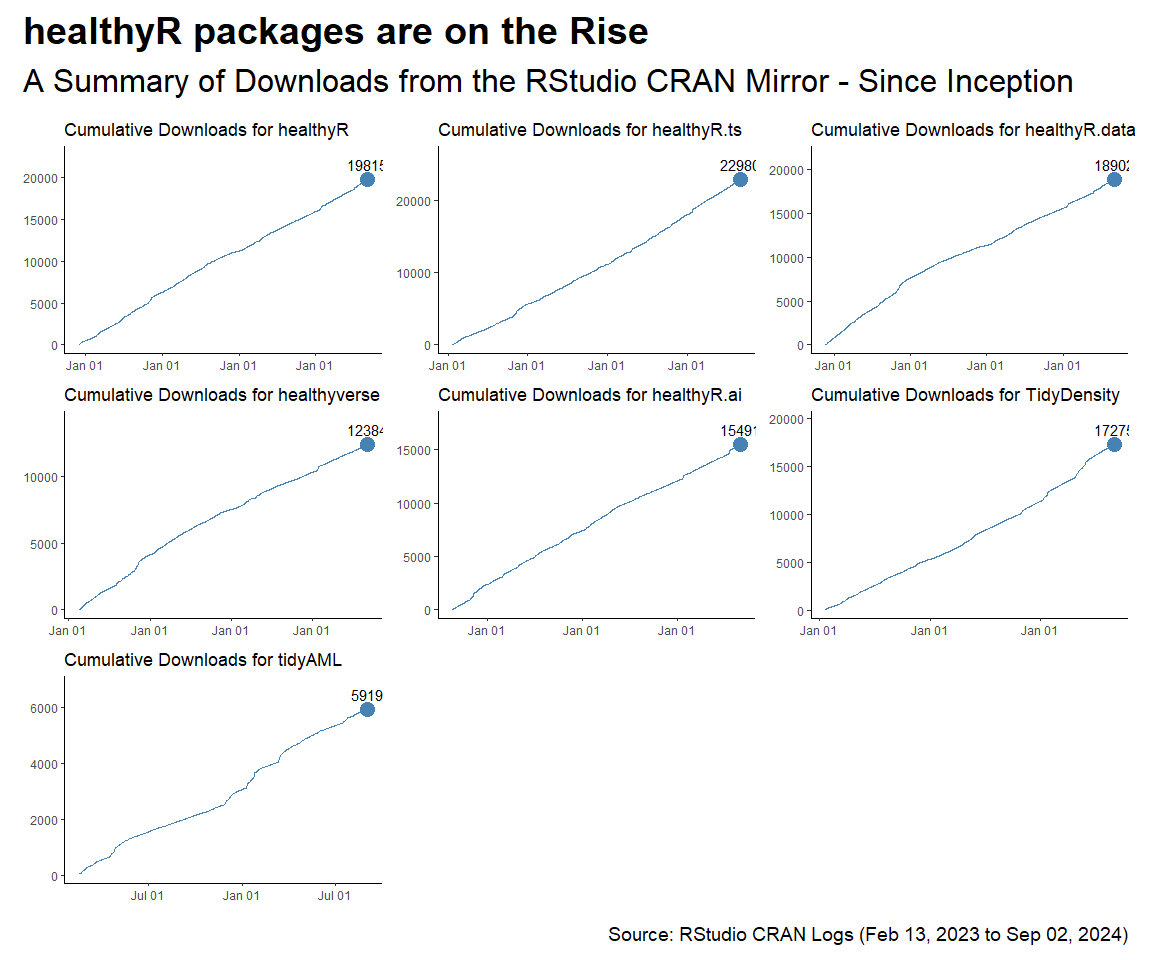 healthyR packages are on the Rise
A Summary of Downloads from the RStudio CRAN Mirror - Since Inception
Cumulative Downloads for healthyR
19815
20000
15000
10000
5000
0
Jan 01 Jan 01 Jan 01 Jan 01
Cumulative Downloads for healthyR.ts
22980
20000
10000
0
Jan 01 Jan 01 Jan 01 Jan 01
Cumulative Downloads for healthyR.data
18902
20000
15000
10000
5000
0
Jan 01 Jan 01 Jan 01 Jan 01
Cumulative Downloads for healthyverse
12384
10000
5000
0
Jan 01 Jan 01 Jan 01 Jan 01
Cumulative Downloads for healthyR.ai
15491
15000
10000
5000
0
Jan 01 Jan 01 Jan 01
Cumulative Downloads for TidyDensity
17275
20000
15000
10000
5000
0
Jan 01 Jan 01 Jan 01
Cumulative Downloads for tidyAML
5919
6000
4000
2000
0
Jul 01 Jan 01 Jul 01
Source: RStudio CRAN Logs (Feb 13, 2023 to Sep 02, 2024)